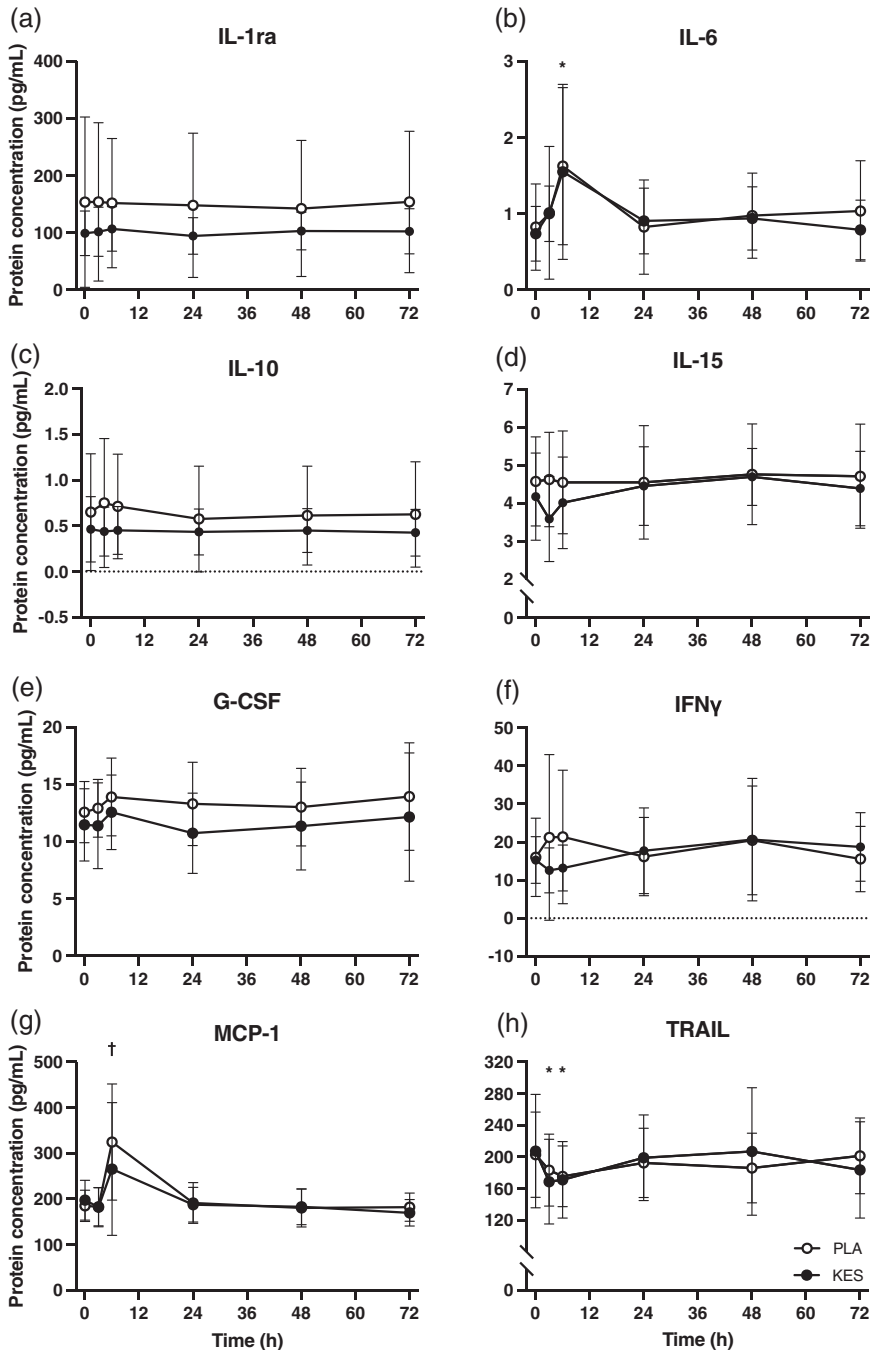 (a)
IL-1ra
Protein concentration (pg/mL)
400
300
200
150
100
50
0
0 12 24 36 48 60 72
(b)
IL-6
*
3
2
1
0
0 12 24 36 48 60 72
(c)
IL-10
Protein concentration (pg/mL)
2.0
1.5
1.0
0.5
0.0
-0.5
0 12 24 36 48 60 72
(d)
IL-15
7
6
5
4
3
2
0
0 12 24 36 48 60 72
(e)
G-CSF
Protein concentration (pg/mL)
20
15
10
5
0
0 12 24 36 48 60 72
(f)
IFNγ
50
40
30
20
10
0
-10
0 12 24 36 48 60 72
(g)
MCP-1
†
Protein concentration (pg/mL)
500
400
300
200
100
0
0 12 24 36 48 60 72
Time (h)
(h)
TRAIL
* *
320
280
240
200
160
120
0
PLA
KES
0 12 24 36 48 60 72
Time (h)